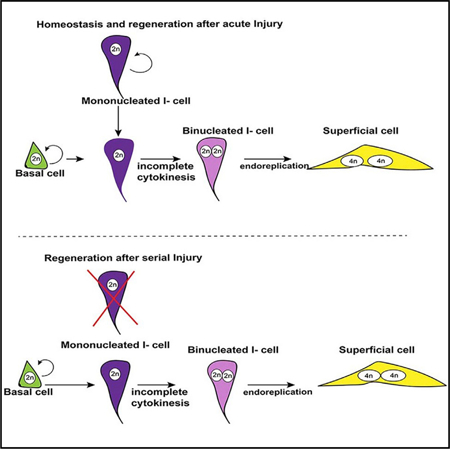 Homeostasis and regeneration after acute Injury
2n
Mononucleated I- cell
Binucleated I- cell
Superficial cell
2n
2n
2n 2n
4n 4n
Basal cell
incomplete
cytokinesis
endoreplication
Regeneration after serial Injury
2n
Mononucleated I- cell
Binucleated I- cell
Superficial cell
2n
2n
2n 2n
4n 4n
Basal cell
incomplete
cytokinesis
endoreplication